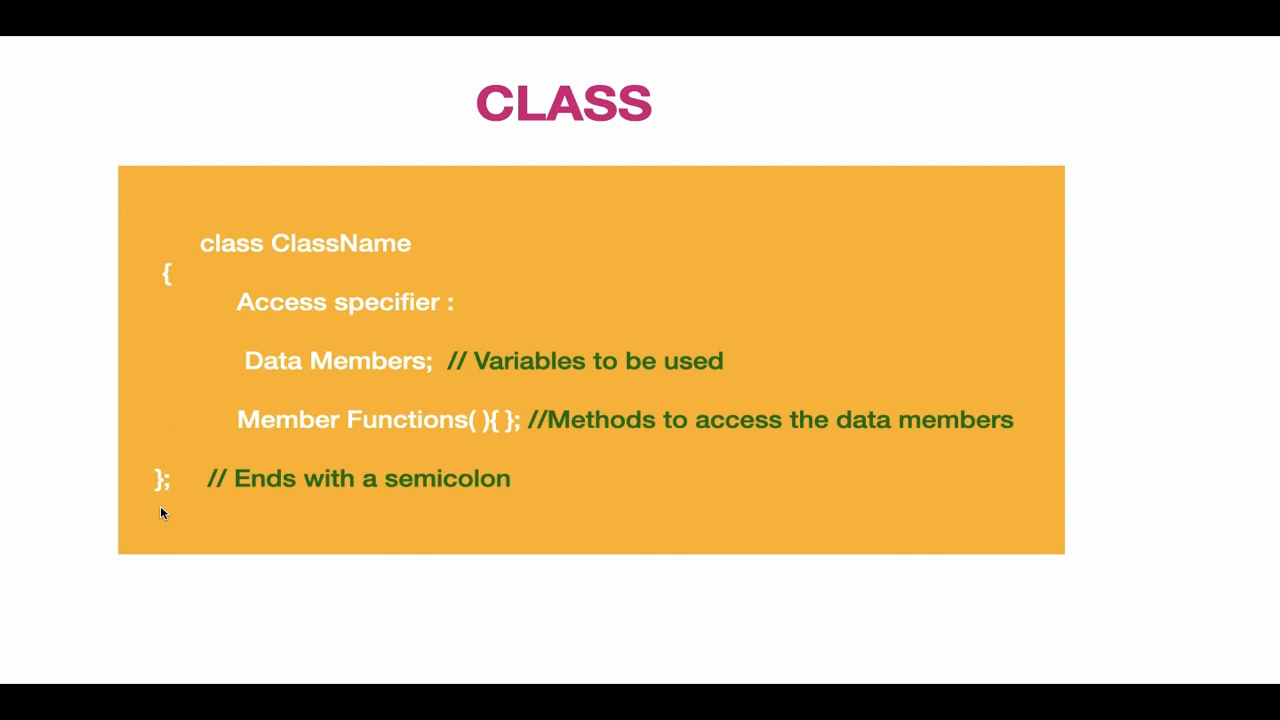 CLASS
class ClassName
{
Access specifier :
Data Members; // Variables to be used
Member Functions( ){ }; //Methods to access the data members
}; // Ends with a semicolon